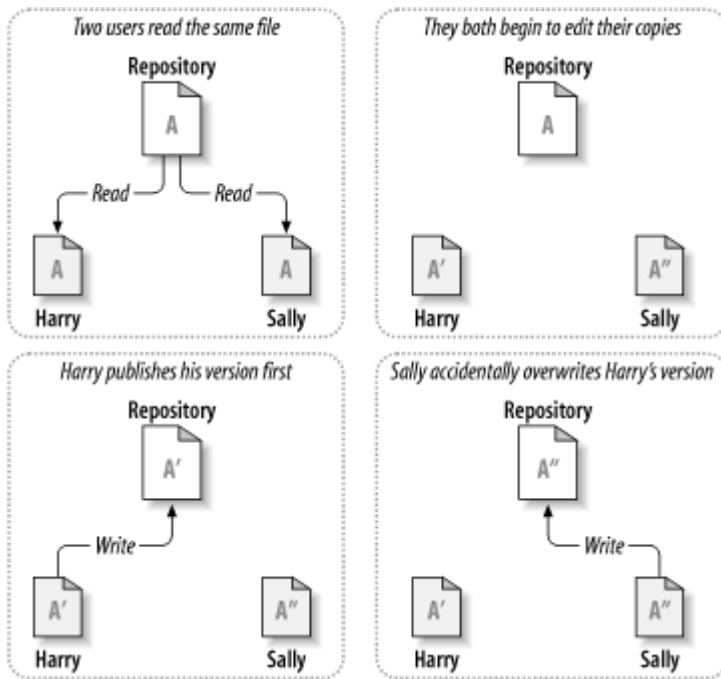 Two users read the same file
Repository
A
Read
Read
A
A
Harry
Sally
They both begin to edit their copies
Repository
A
A′
A″
Harry
Sally
Harry publishes his version first
Repository
A′
Write
A′
A″
Harry
Sally
Sally accidentally overwrites Harry’s version
Repository
A″
Write
A′
A″
Harry
Sally